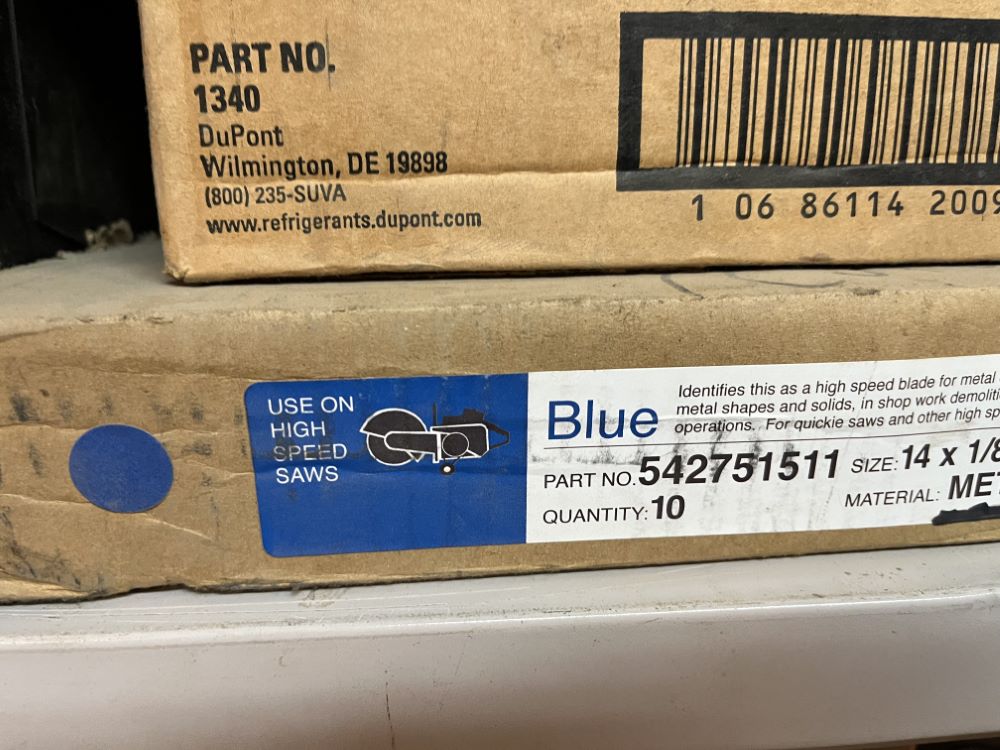 PART NO.
1340
DuPont
Wilmington, DE 19898
(800) 235-SUVA
www.refrigerants.dupont.com
1 06 86114 2009
USE ON
HIGH
SPEED
SAWS
Blue
Identifies this as a high speed blade for metal
metal shapes and solids, in shop work demoliti
operations. For quickie saws and other high sp
PART NO. 542751511 SIZE: 14 x 1/8
QUANTITY: 10 MATERIAL: MET